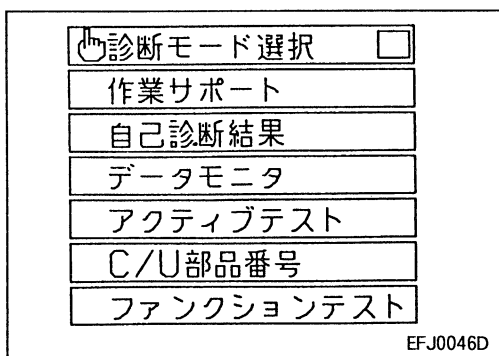 診断モード選択
作業サポート
自己診断結果
データモニタ
アクティブテスト
C/U部品番号
ファンクションテスト
EFJ0046D